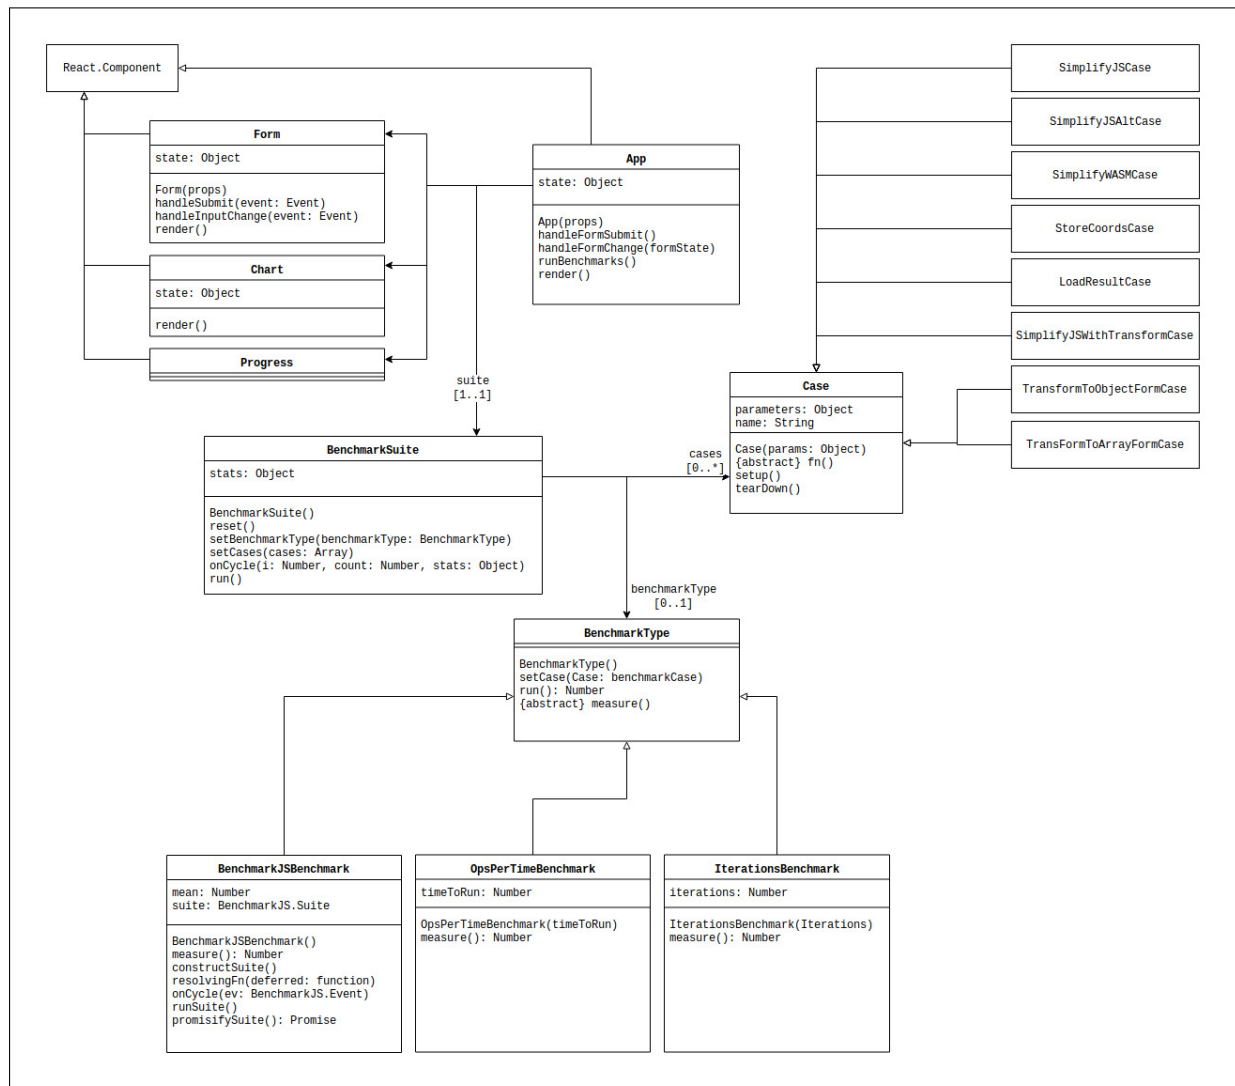 React.Component
Form
state: Object
Form(props)
handleSubmit(event: Event)
handleInputChange(event: Event)
render()
Chart
state: Object
render()
Progress
App
state: Object
App(props)
handleFormSubmit()
handleFormChange(formState)
runBenchmarks()
render()
SimplifyJSCase
SimplifyJSAltCase
SimplifyWASMCase
StoreCoordsCase
LoadResultCase
SimplifyJSWithTransformCase
TransformToObjectFormCase
TransFormToArrayFormCase
suite
[1..1]
Case
parameters: Object
name: String
Case(params: Object)
{abstract} fn()
setup()
tearDown()
BenchmarkSuite
stats: Object
BenchmarkSuite()
reset()
setBenchmarkType(benchmarkType: BenchmarkType)
setCases(cases: Array)
onCycle(i: Number, count: Number, stats: Object)
run()
cases
[0..*]
benchmarkType
[0..1]
BenchmarkType
BenchmarkType()
setCase(Case: benchmarkCase)
run(): Number
{abstract} measure()
BenchmarkJSBenchmark
mean: Number
suite: BenchmarkJS.Suite
BenchmarkJSBenchmark()
measure(): Number
constructSuite()
resolvingFn(deferred: function)
onCycle(ev: BenchmarkJS.Event)
runSuite()
promisifySuite(): Promise
OpsPerTimeBenchmark
timeToRun: Number
OpsPerTimeBenchmark(timeToRun)
measure(): Number
IterationsBenchmark
iterations: Number
IterationsBenchmark(Iterations)
measure(): Number